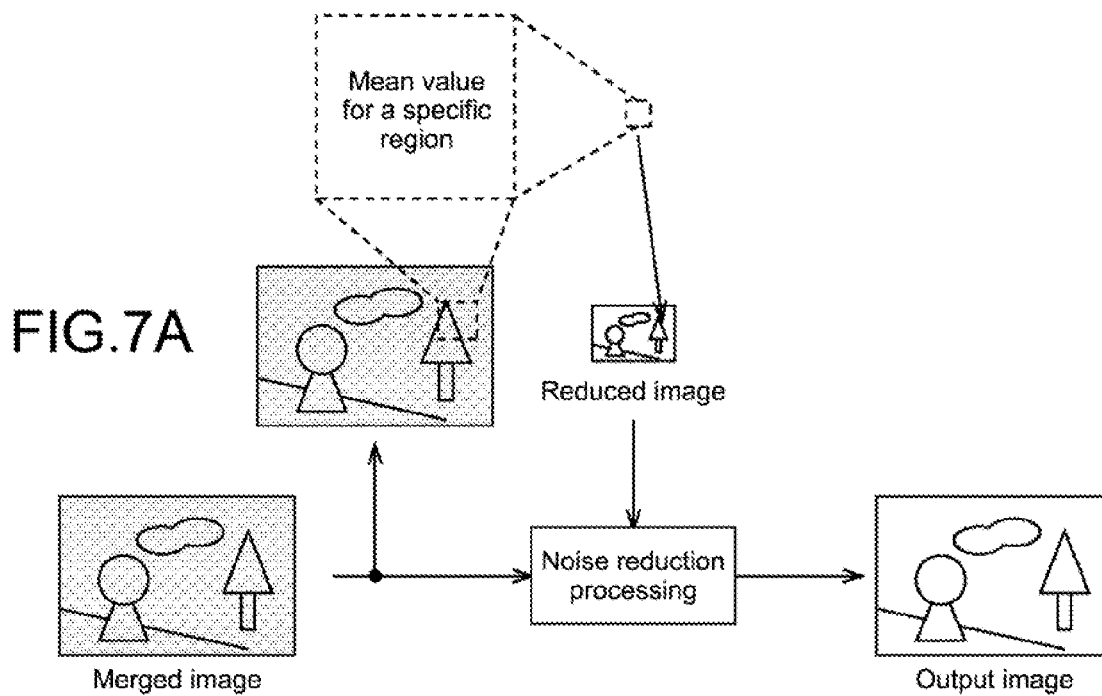 Mean value
for a specific
region
FIG.7A
Reduced image
Noise reduction
processing
Merged image
Output image